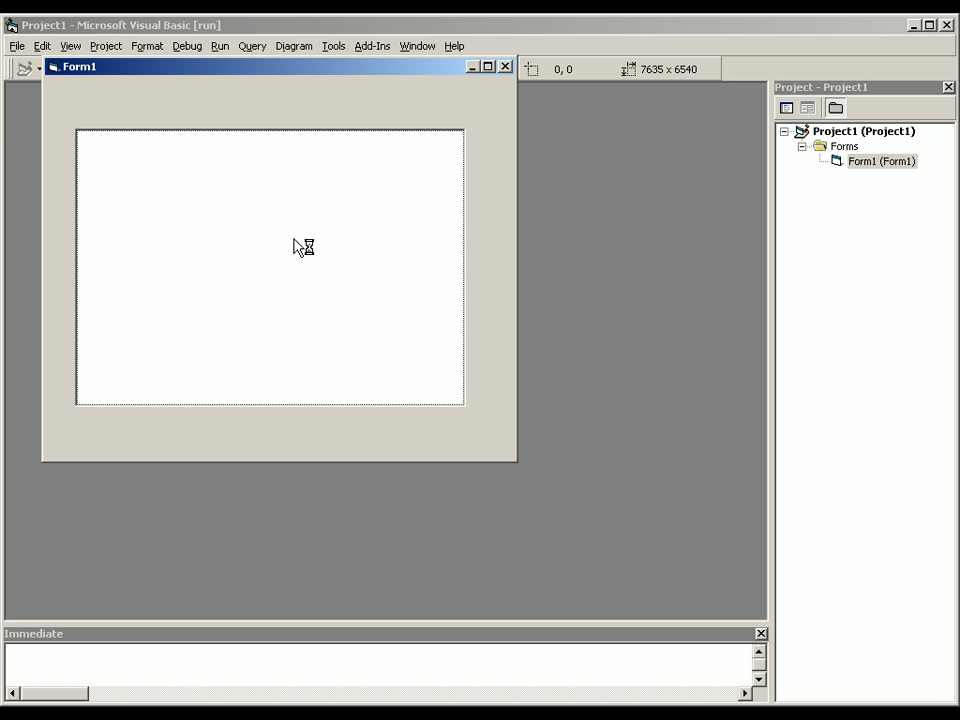 Project1 - Microsoft Visual Basic [run]
File Edit View Project Format Debug Run Query Diagram Tools Add-Ins Window Help
Form1
0, 0
7635 x 6540
Project - Project1
Project1 (Project1)
Forms
Form1 (Form1)
Immediate